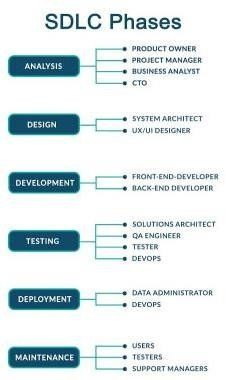 SDLC Phases
ANALYSIS
PRODUCT OWNER
PROJECT MANAGER
BUSINESS ANALYST
CTO
DESIGN
SYSTEM ARCHITECT
UX/UI DESIGNER
DEVELOPMENT
FRONT-END-DEVELOPER
BACK-END DEVELOPER
TESTING
SOLUTIONS ARCHITECT
QA ENGINEER
TESTER
DEVOPS
DEPLOYMENT
DATA ADMINISTRATOR
DEVOPS
MAINTENANCE
USERS
TESTERS
SUPPORT MANAGERS